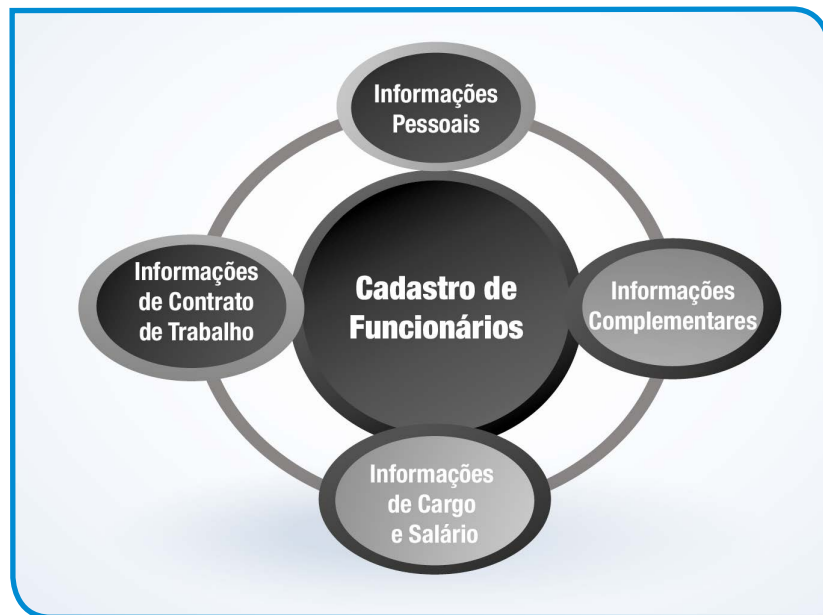 Informações
Pessoais
Informações
de Contrato
de Trabalho
Cadastro de
Funcionários
Informações
Complementares
Informações
de Cargo
e Salário